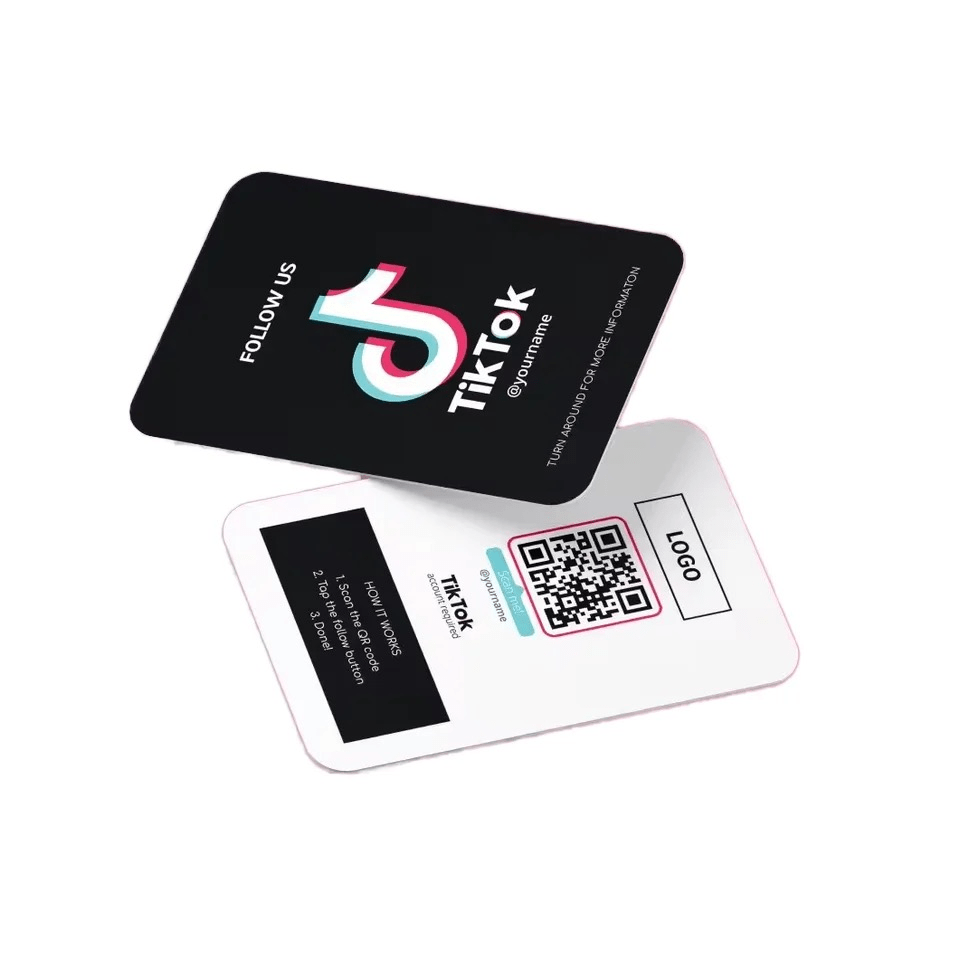 FOLLOW US
TikTok
@yourname
TURN AROUND FOR MORE INFORMATON
LOGO
Scan me!
@yourname
TikTok
account required
HOW IT WORKS
1. Scan the QR code
2. Tap the follow button
3. Done!